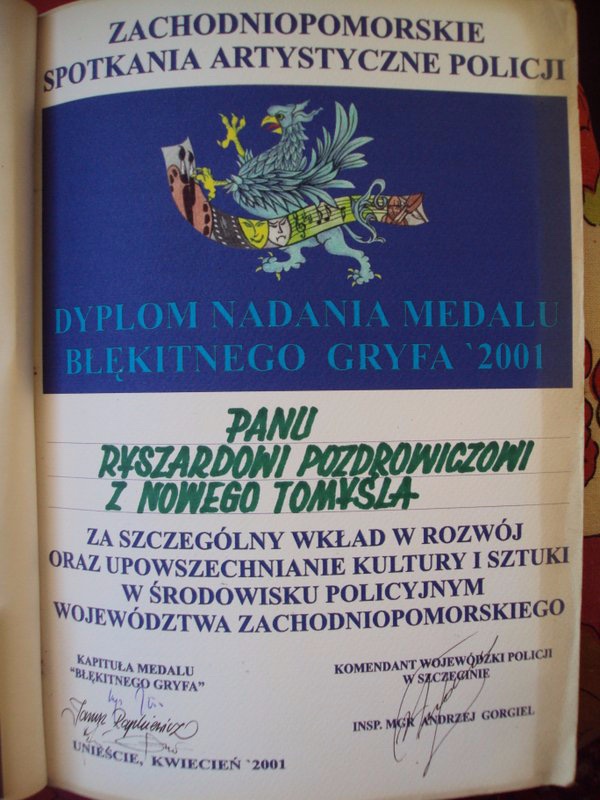 ZACHODNIOPOMORSKIE
SPOTKANIA ARTYSTYCZNE POLICJI
DYPLOM NADANIA MEDALU
BŁĘKITNEGO GRYFA `2001
PANU
RYSZARDOWI POZDROWICZOWI
Z NOWEGO TOMYŚLA
ZA SZCZEGÓLNY WKŁAD W ROZWÓJ
ORAZ UPOWSZECHNIANIE KULTURY I SZTUKI
W ŚRODOWISKU POLICYJNYM
WOJEWÓDZTWA ZACHODNIOPOMORSKIEGO
KAPITUŁA MEDALU
"BŁĘKITNEGO GRYFA"
UNIEŚCIE, KWIECIEŃ `2001
KOMENDANT WOJEWÓDZKI POLICJI
W SZCZECINIE
INSP. MGR ANDRZEJ GORGIEL